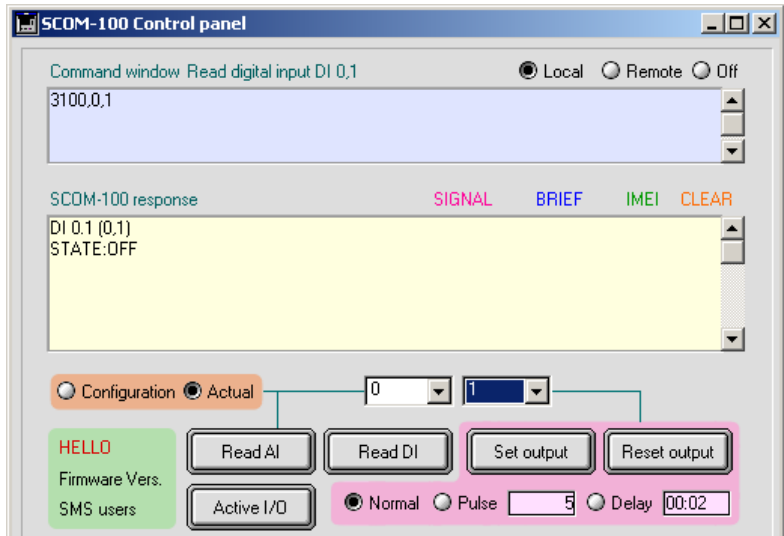 SCOM-100 Control panel
Command window Read digital input DI 0,1 Local Remote Off
3100,0,1
SCOM-100 response SIGNAL BRIEF IMEI CLEAR
DI 0.1 (0,1)
STATE:OFF
Configuration Actual 0 1
HELLO Read AI Read DI Set output Reset output
Firmware Vers.
SMS users Active I/O Normal Pulse 5 Delay 00:02